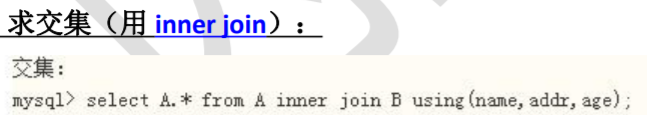 求交集（用 inner join）：
交集：
mysql> select A.* from A inner join B using(name,addr,age);